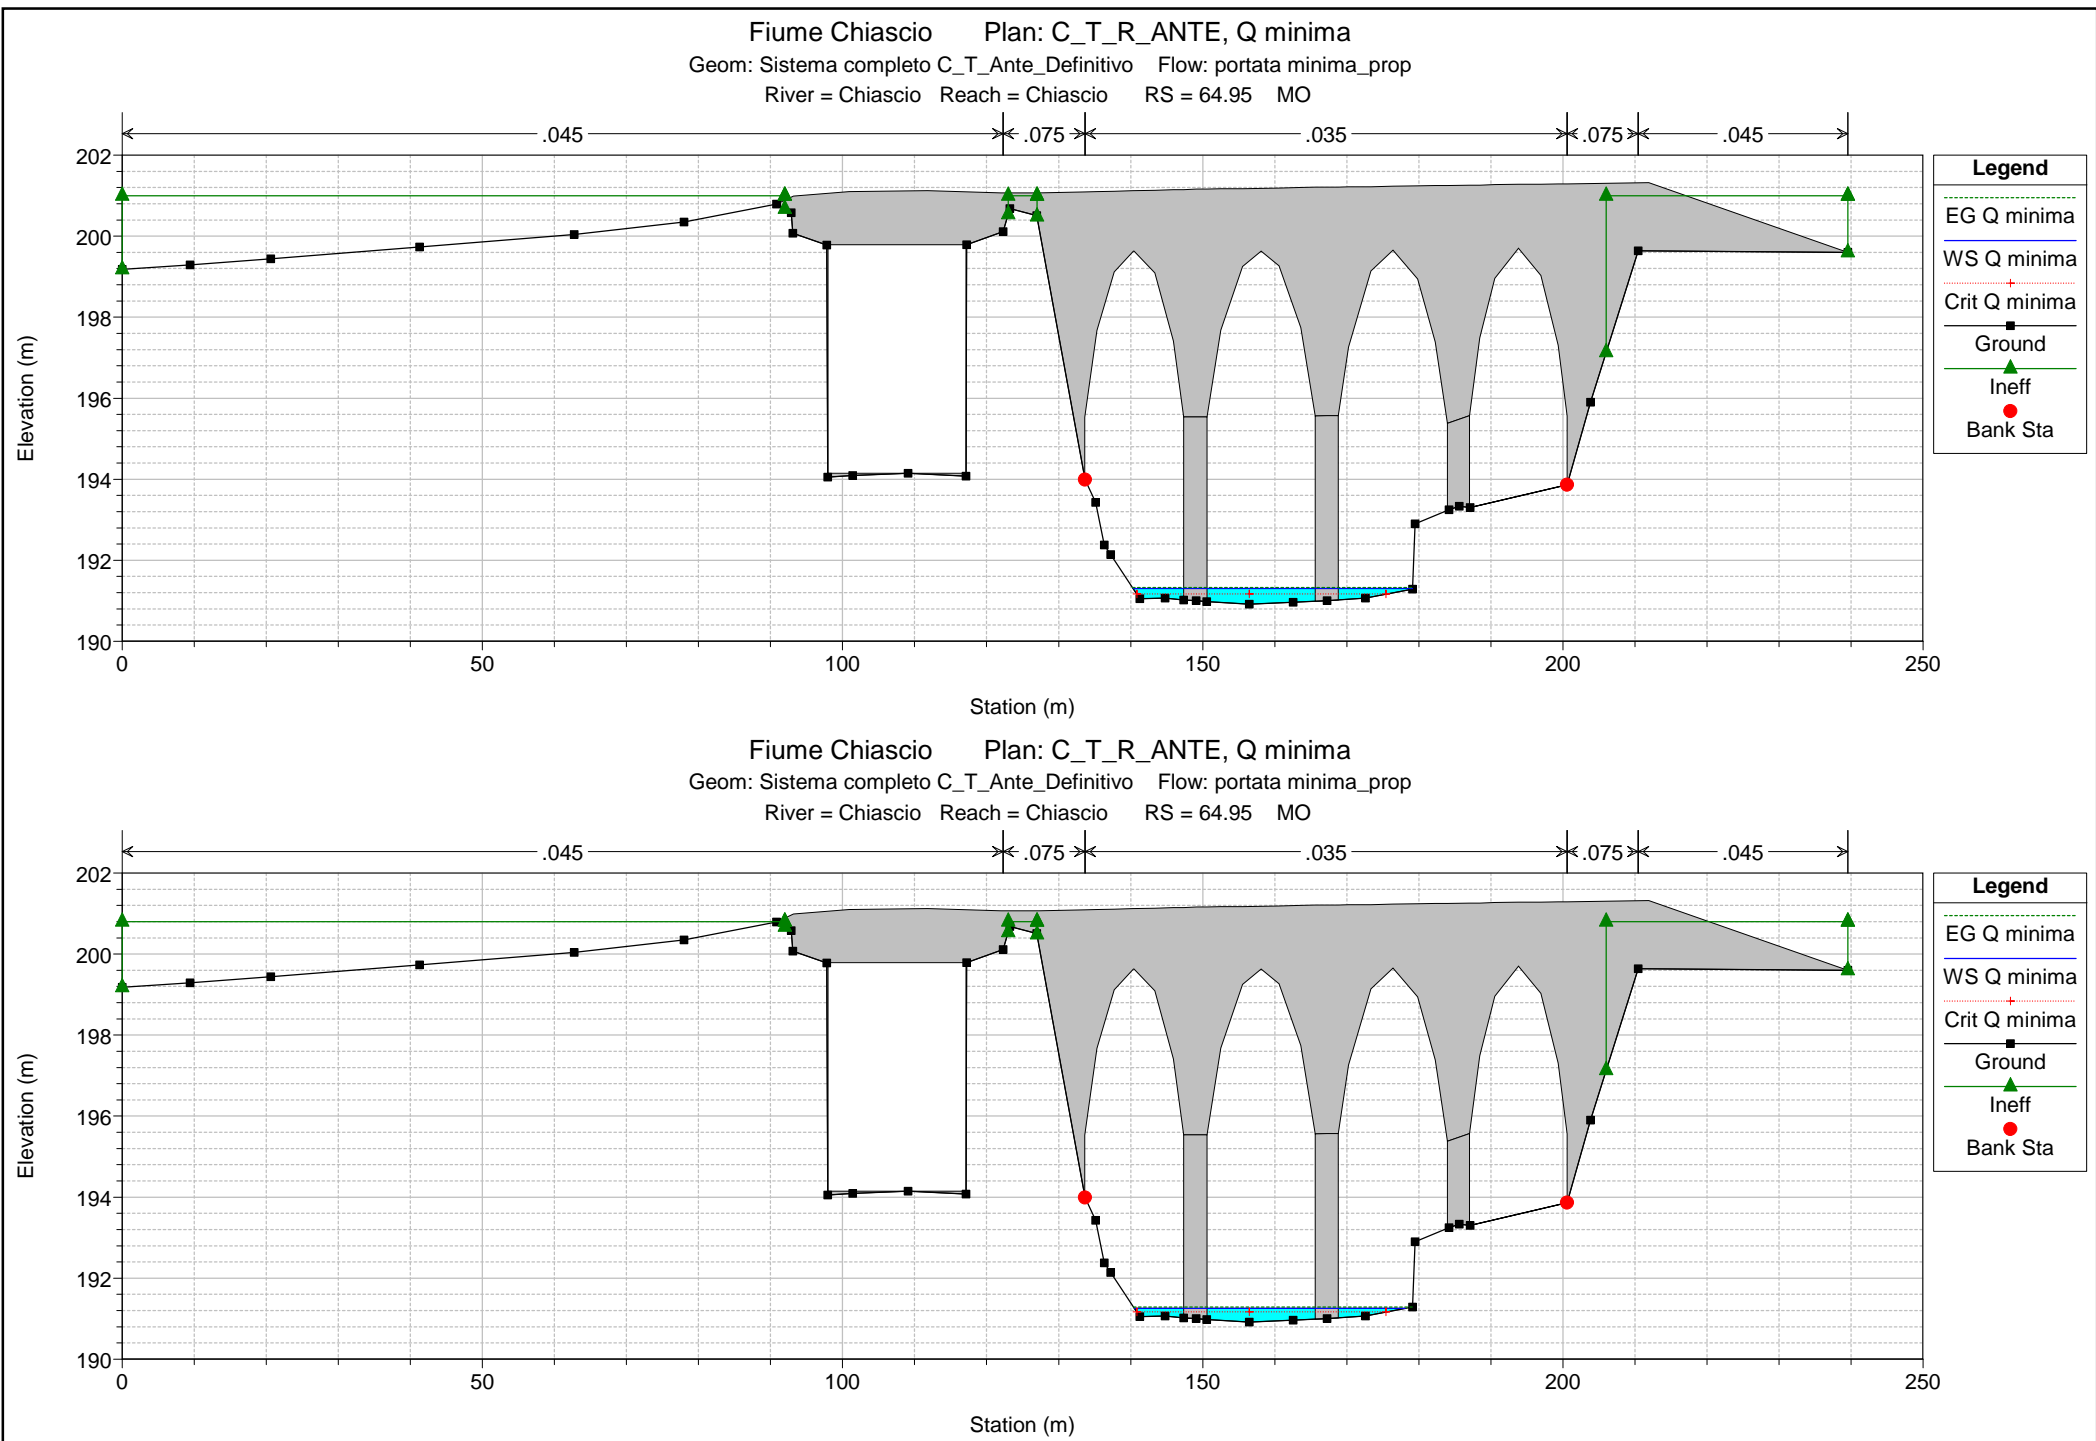 Fiume Chiascio Plan: C_T_R_ANTE, Q minima
Geom: Sistema completo C_T_Ante_Definitivo Flow: portata minima_prop
River = Chiascio Reach = Chiascio RS = 64.95 MO
.045 .075 .035 .075 .045
202
200
198
196
194
192
190
Elevation (m)
0 50 100 150 200 250
Station (m)
Legend
EG Q minima
WS Q minima
Crit Q minima
Ground
Ineff
Bank Sta
Fiume Chiascio Plan: C_T_R_ANTE, Q minima
Geom: Sistema completo C_T_Ante_Definitivo Flow: portata minima_prop
River = Chiascio Reach = Chiascio RS = 64.95 MO
.045 .075 .035 .075 .045
202
200
198
196
194
192
190
Elevation (m)
0 50 100 150 200 250
Station (m)
Legend
EG Q minima
WS Q minima
Crit Q minima
Ground
Ineff
Bank Sta